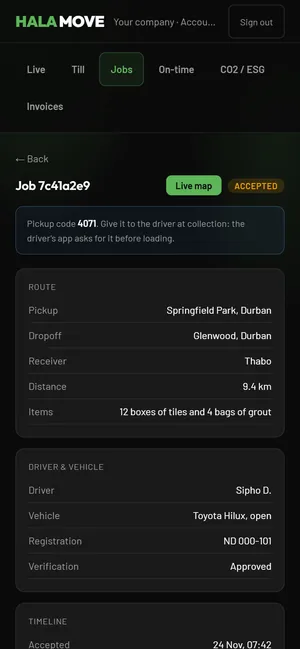 HALA MOVE Your company · Accou... Sign out
Live Till Jobs On-time CO2 / ESG
Invoices
← Back
Job 7c41a2e9 Live map ACCEPTED
Pickup code 4071. Give it to the driver at collection: the
driver's app asks for it before loading.
ROUTE
Pickup Springfield Park, Durban
Dropoff Glenwood, Durban
Receiver Thabo
Distance 9.4 km
Items 12 boxes of tiles and 4 bags of grout
DRIVER & VEHICLE
Driver Sipho D.
Vehicle Toyota Hilux, open
Registration ND 000-101
Verification Approved
TIMELINE
Accepted 24 Nov, 07:42